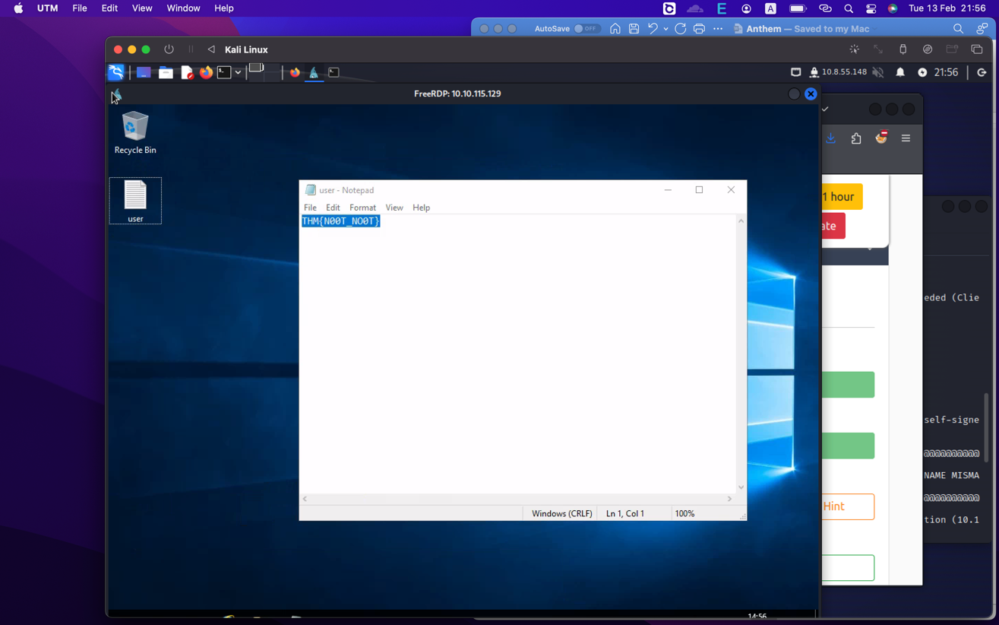 UTM File Edit View Window Help A Tue 13 Feb 21:56
AutoSave OFF Anthem — Saved to my Mac
Kali Linux
10.8.55.148 21:56
FreeRDP: 10.10.115.129
Recycle Bin
user - Notepad
File Edit Format View Help
THM{N00T_NO0T}
user
Windows (CRLF) Ln 1, Col 1 100%
14:56
1 hour
ate
Hint
eded (Clie
self-signe
@@@@@@@@@@
NAME MISMA
@@@@@@@@@@
tion (10.1